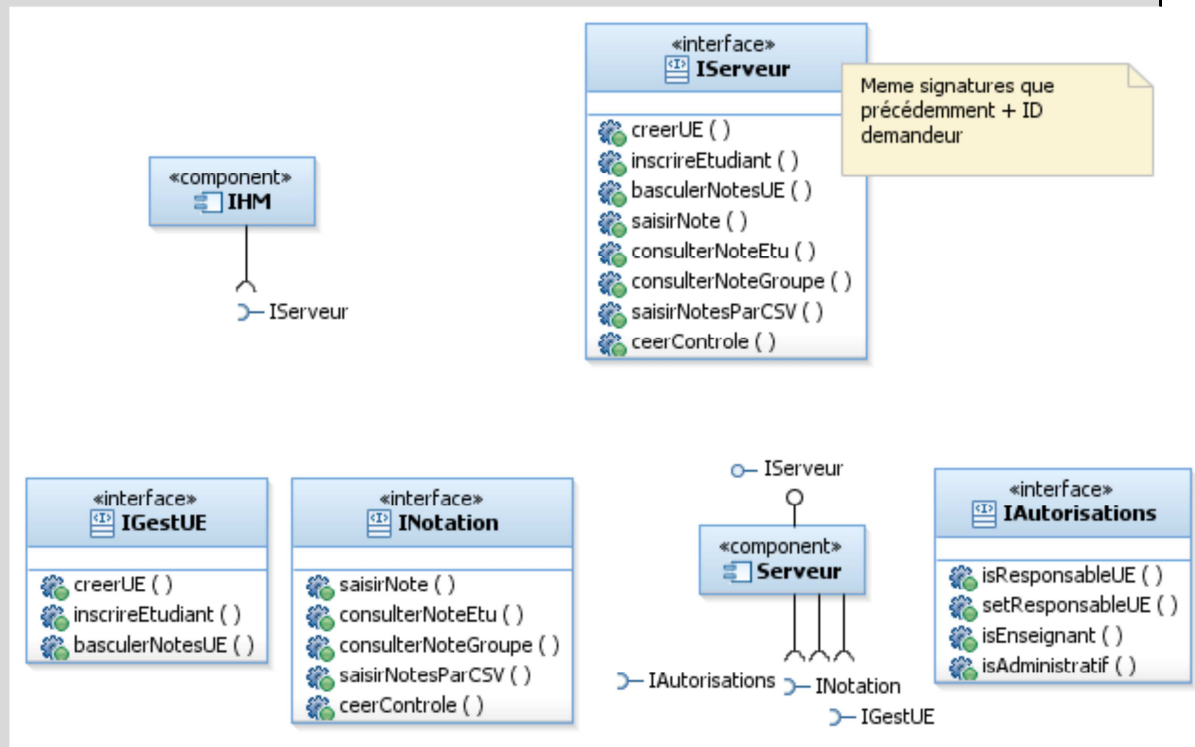 «interface»
IServeur
creerUE ( )
inscrireEtudiant ( )
basculerNotesUE ( )
saisirNote ( )
consulterNoteEtu ( )
consulterNoteGroupe ( )
saisirNotesParCSV ( )
ceerControle ( )
Meme signatures que
précédemment + ID
demandeur
«component»
IHM
IServeur
«interface»
IGestUE
creerUE ( )
inscrireEtudiant ( )
basculerNotesUE ( )
«interface»
INotation
saisirNote ( )
consulterNoteEtu ( )
consulterNoteGroupe ( )
saisirNotesParCSV ( )
ceerControle ( )
IServeur
«component»
Serveur
IAutorisations
INotation
IGestUE
«interface»
IAutorisations
isResponsableUE ( )
setResponsableUE ( )
isEnseignant ( )
isAdministratif ( )